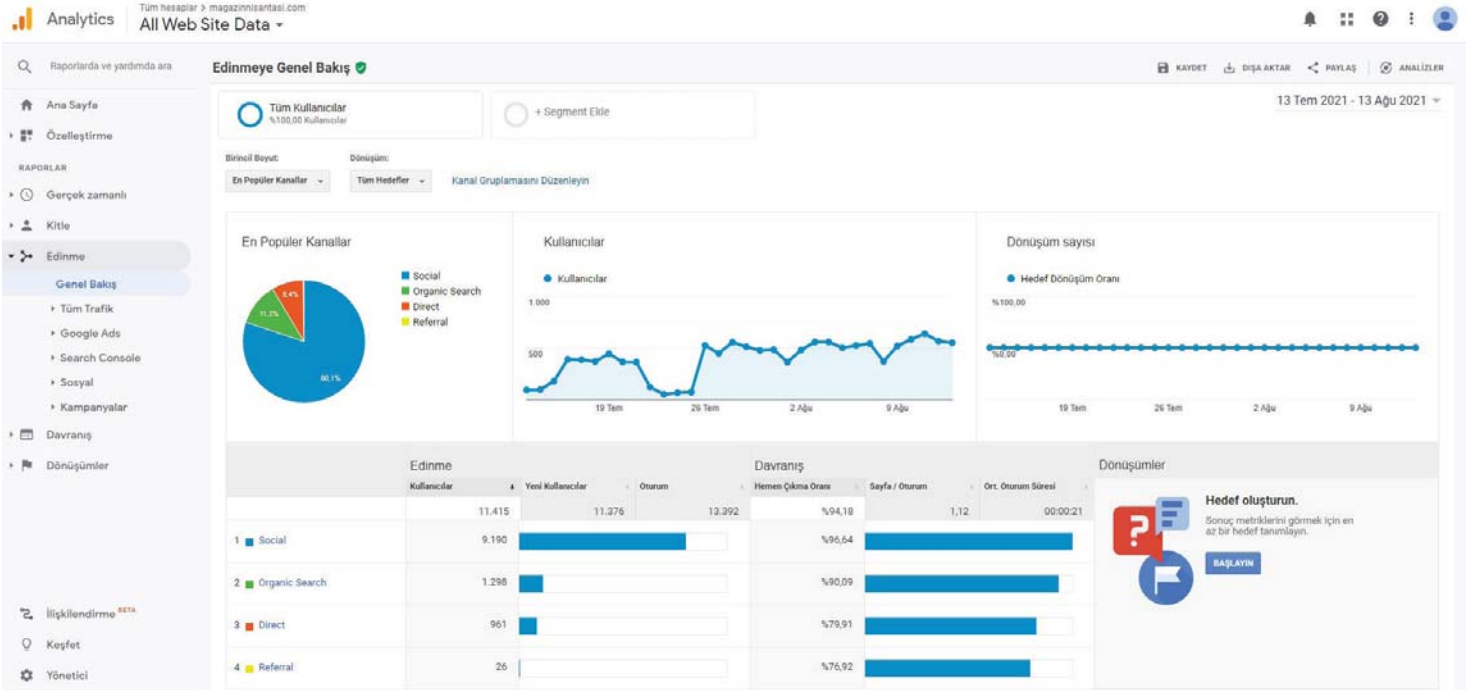 Analytics
Tüm hesaplar > magazinnisantasi.com
All Web Site Data
Raporlarda ve yardımda ara
Ana Sayfa
Özelleştirme
RAPORLAR
Gerçek zamanlı
Kitle
Edinme
Genel Bakış
Tüm Trafik
Google Ads
Search Console
Sosyal
Kampanyalar
Davranış
Dönüşümler
İlişkilendirme BETA
Keşfet
Yönetici
Edinmeye Genel Bakış
KAYDET DIŞA AKTAR PAYLAŞ ANALİZLER
Tüm Kullanıcılar
%100,00 Kullanıcılar
+ Segment Ekle
13 Tem 2021 - 13 Ağu 2021
Birincil Boyut: Dönüşüm:
En Popüler Kanallar Tüm Hedefler Kanal Gruplamasını Düzenleyin
En Popüler Kanallar
Social
Organic Search
Direct
Referral
8,4%
11,3%
80,1%
Kullanıcılar
Kullanıcılar
1.000
500
19 Tem 26 Tem 2 Ağu 9 Ağu
Dönüşüm sayısı
Hedef Dönüşüm Oranı
%100,00
%0,00
19 Tem 26 Tem 2 Ağu 9 Ağu
Edinme Davranış Dönüşümler
Kullanıcılar Yeni Kullanıcılar Oturum Hemen Çıkma Oranı Sayfa / Oturum Ort. Oturum Süresi
11.415 11.376 13.392 %94,18 1,12 00:00:21
1 Social 9.190 %96,64
2 Organic Search 1.298 %90,09
3 Direct 961 %79,91
4 Referral 26 %76,92
Hedef oluşturun.
Sonuç metriklerini görmek için en
az bir hedef tanımlayın.
BAŞLAYIN